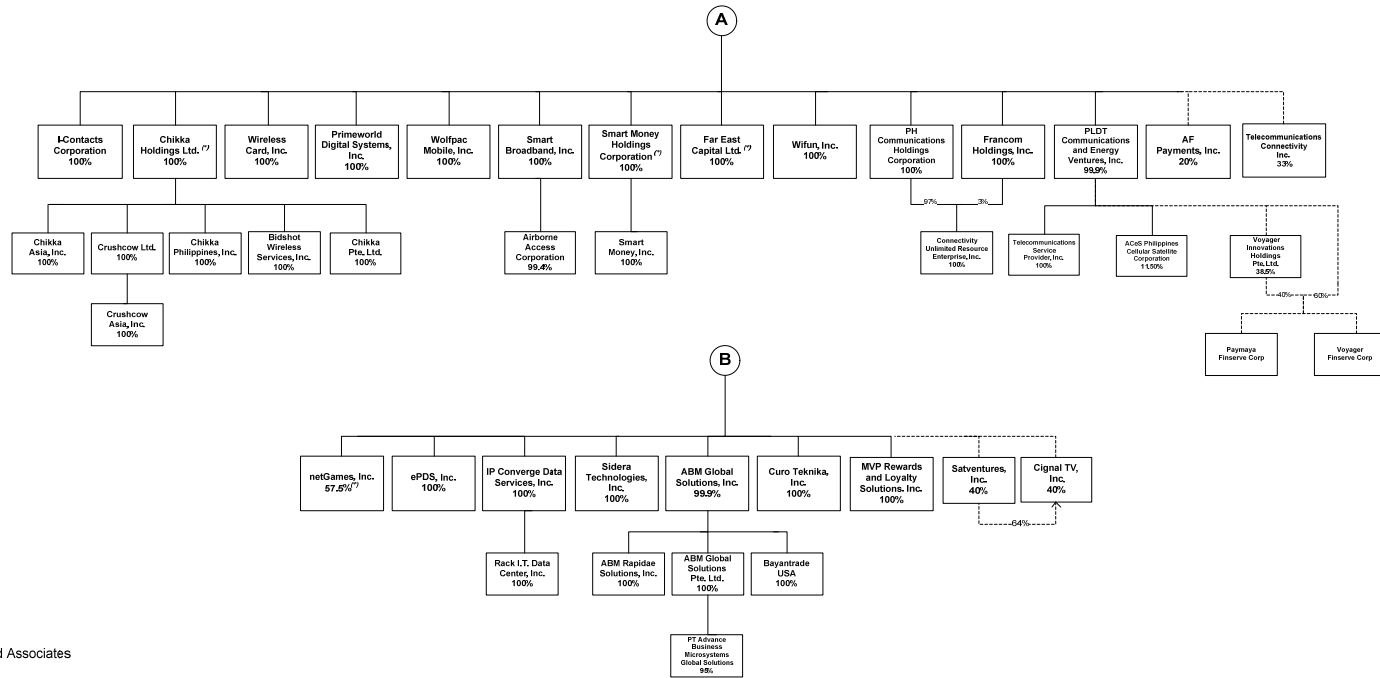 A
I-Contacts
Corporation
100%
Chikka
Holdings Ltd. (*)
100%
Wireless
Card, Inc.
100%
Primeworld
Digital Systems,
Inc.
100%
Wolfpac
Mobile, Inc.
100%
Smart
Broadband, Inc.
100%
Smart Money
Holdings
Corporation (*)
100%
Far East
Capital Ltd. (*)
100%
Wifun, Inc.
100%
PH
Communications
Holdings
Corporation
100%
Francom
Holdings, Inc.
100%
PLDT
Communications
and Energy
Ventures, Inc.
99.9%
AF
Payments, Inc.
20%
Telecommunications
Connectivity
Inc.
33%
97%
3%
Chikka
Asia, Inc.
100%
Crushcow Ltd.
100%
Chikka
Philippines, Inc.
100%
Bidshot
Wireless
Services, Inc.
100%
Chikka
Pte. Ltd.
100%
Airborne
Access
Corporation
99.4%
Smart
Money, Inc.
100%
Connectivity
Unlimited Resource
Enterprise, Inc.
100%
Telecommunications
Service
Provider, Inc.
100%
ACeS Philippines
Cellular Satellite
Corporation
11.50%
Voyager
Innovations
Holdings
Pte. Ltd.
38.5%
40%
60%
Crushcow
Asia, Inc.
100%
Paymaya
Finserve Corp
Voyager
Finserve Corp
B
netGames, Inc.
57.5%(*)
ePDS, Inc.
100%
IP Converge Data
Services, Inc.
100%
Sidera
Technologies,
Inc.
100%
ABM Global
Solutions, Inc.
99.9%
Curo Teknika,
Inc.
100%
MVP Rewards
and Loyalty
Solutions. Inc.
100%
Satventures,
Inc.
40%
Cignal TV,
Inc.
40%
64%
Rack I.T. Data
Center, Inc.
100%
ABM Rapidae
Solutions, Inc.
100%
ABM Global
Solutions
Pte. Ltd.
100%
Bayantrade
USA
100%
PT Advance
Business
Microsystems
Global Solutions
95%
d Associates